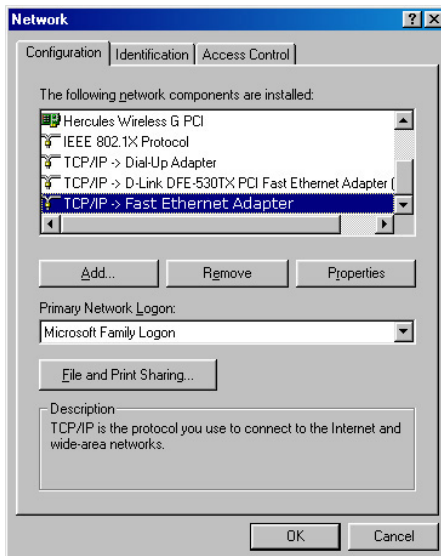 Network
Configuration Identification Access Control
The following network components are installed:
Hercules Wireless G PCI
IEEE 802.1X Protocol
TCP/IP -> Dial-Up Adapter
TCP/IP -> D-Link DFE-530TX PCI Fast Ethernet Adapter (
TCP/IP -> Fast Ethernet Adapter
Add... Remove Properties
Primary Network Logon:
Microsoft Family Logon
File and Print Sharing...
Description
TCP/IP is the protocol you use to connect to the Internet and
wide-area networks.
OK Cancel